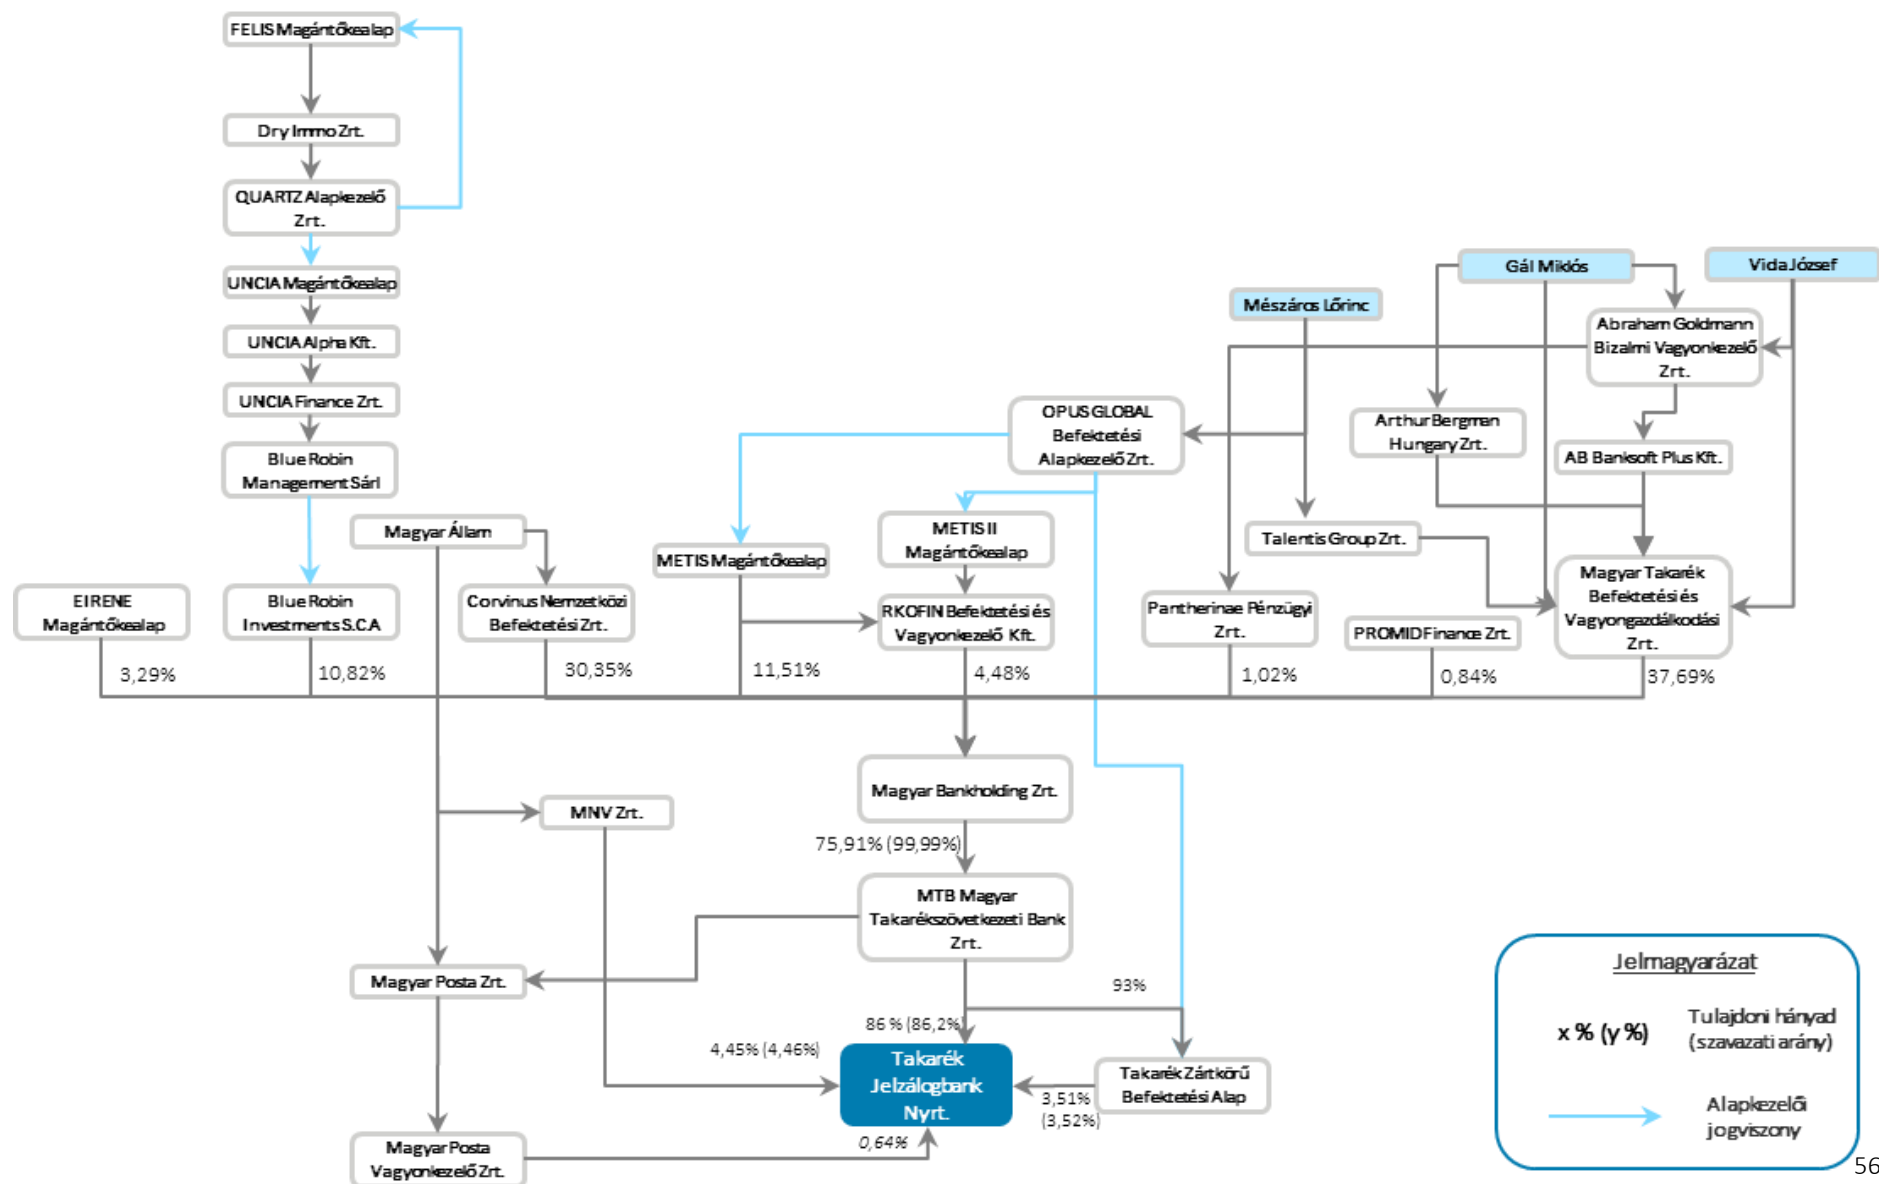 FELIS Magántőkealap
Dry Immo Zrt.
QUARTZ Alapkezelő
Zrt.
UNCIA Magántőkealap
UNCIA Alpha Kft.
UNCIA Finance Zrt.
Blue Robin
Management Sárl
Magyar Állam
EIRENE
Magántőkealap
Blue Robin
Investments S.C.A
Corvinus Nemzetközi
Befektetési Zrt.
METIS Magántőkealap
METIS II
Magántőkealap
RKOFIN Befektetési és
Vagyonkezelő Kft.
OPUS GLOBAL
Befektetési
Alapkezelő Zrt.
Mészáros Lőrinc
Gál Miklós
Vida József
Abraham Goldmann
Bizalmi Vagyonkezelő
Zrt.
Arthur Bergman
Hungary Zrt.
AB Banksoft Plus Kft.
Talentis Group Zrt.
Pantherinae Pénzügyi
Zrt.
PROMID Finance Zrt.
Magyar Takarék
Befektetési és
Vagyongazdálkodási
Zrt.
3,29%
10,82%
30,35%
11,51%
4,48%
1,02%
0,84%
37,69%
Magyar Bankholding Zrt.
MNV Zrt.
75,91% (99,99%)
MTB Magyar
Takarékszövetkezeti Bank
Zrt.
Magyar Posta Zrt.
93%
86 % (86,2%)
4,45% (4,46%)
Takarék
Jelzálogbank
Nyrt.
3,51%
(3,52%)
Takarék Zártkörű
Befektetési Alap
0,64%
Magyar Posta
Vagyonkezelő Zrt.
Jelmagyarázat
x % (y %)
Tulajdoni hányad
(szavazati arány)
Alapkezelői
jogviszony
56